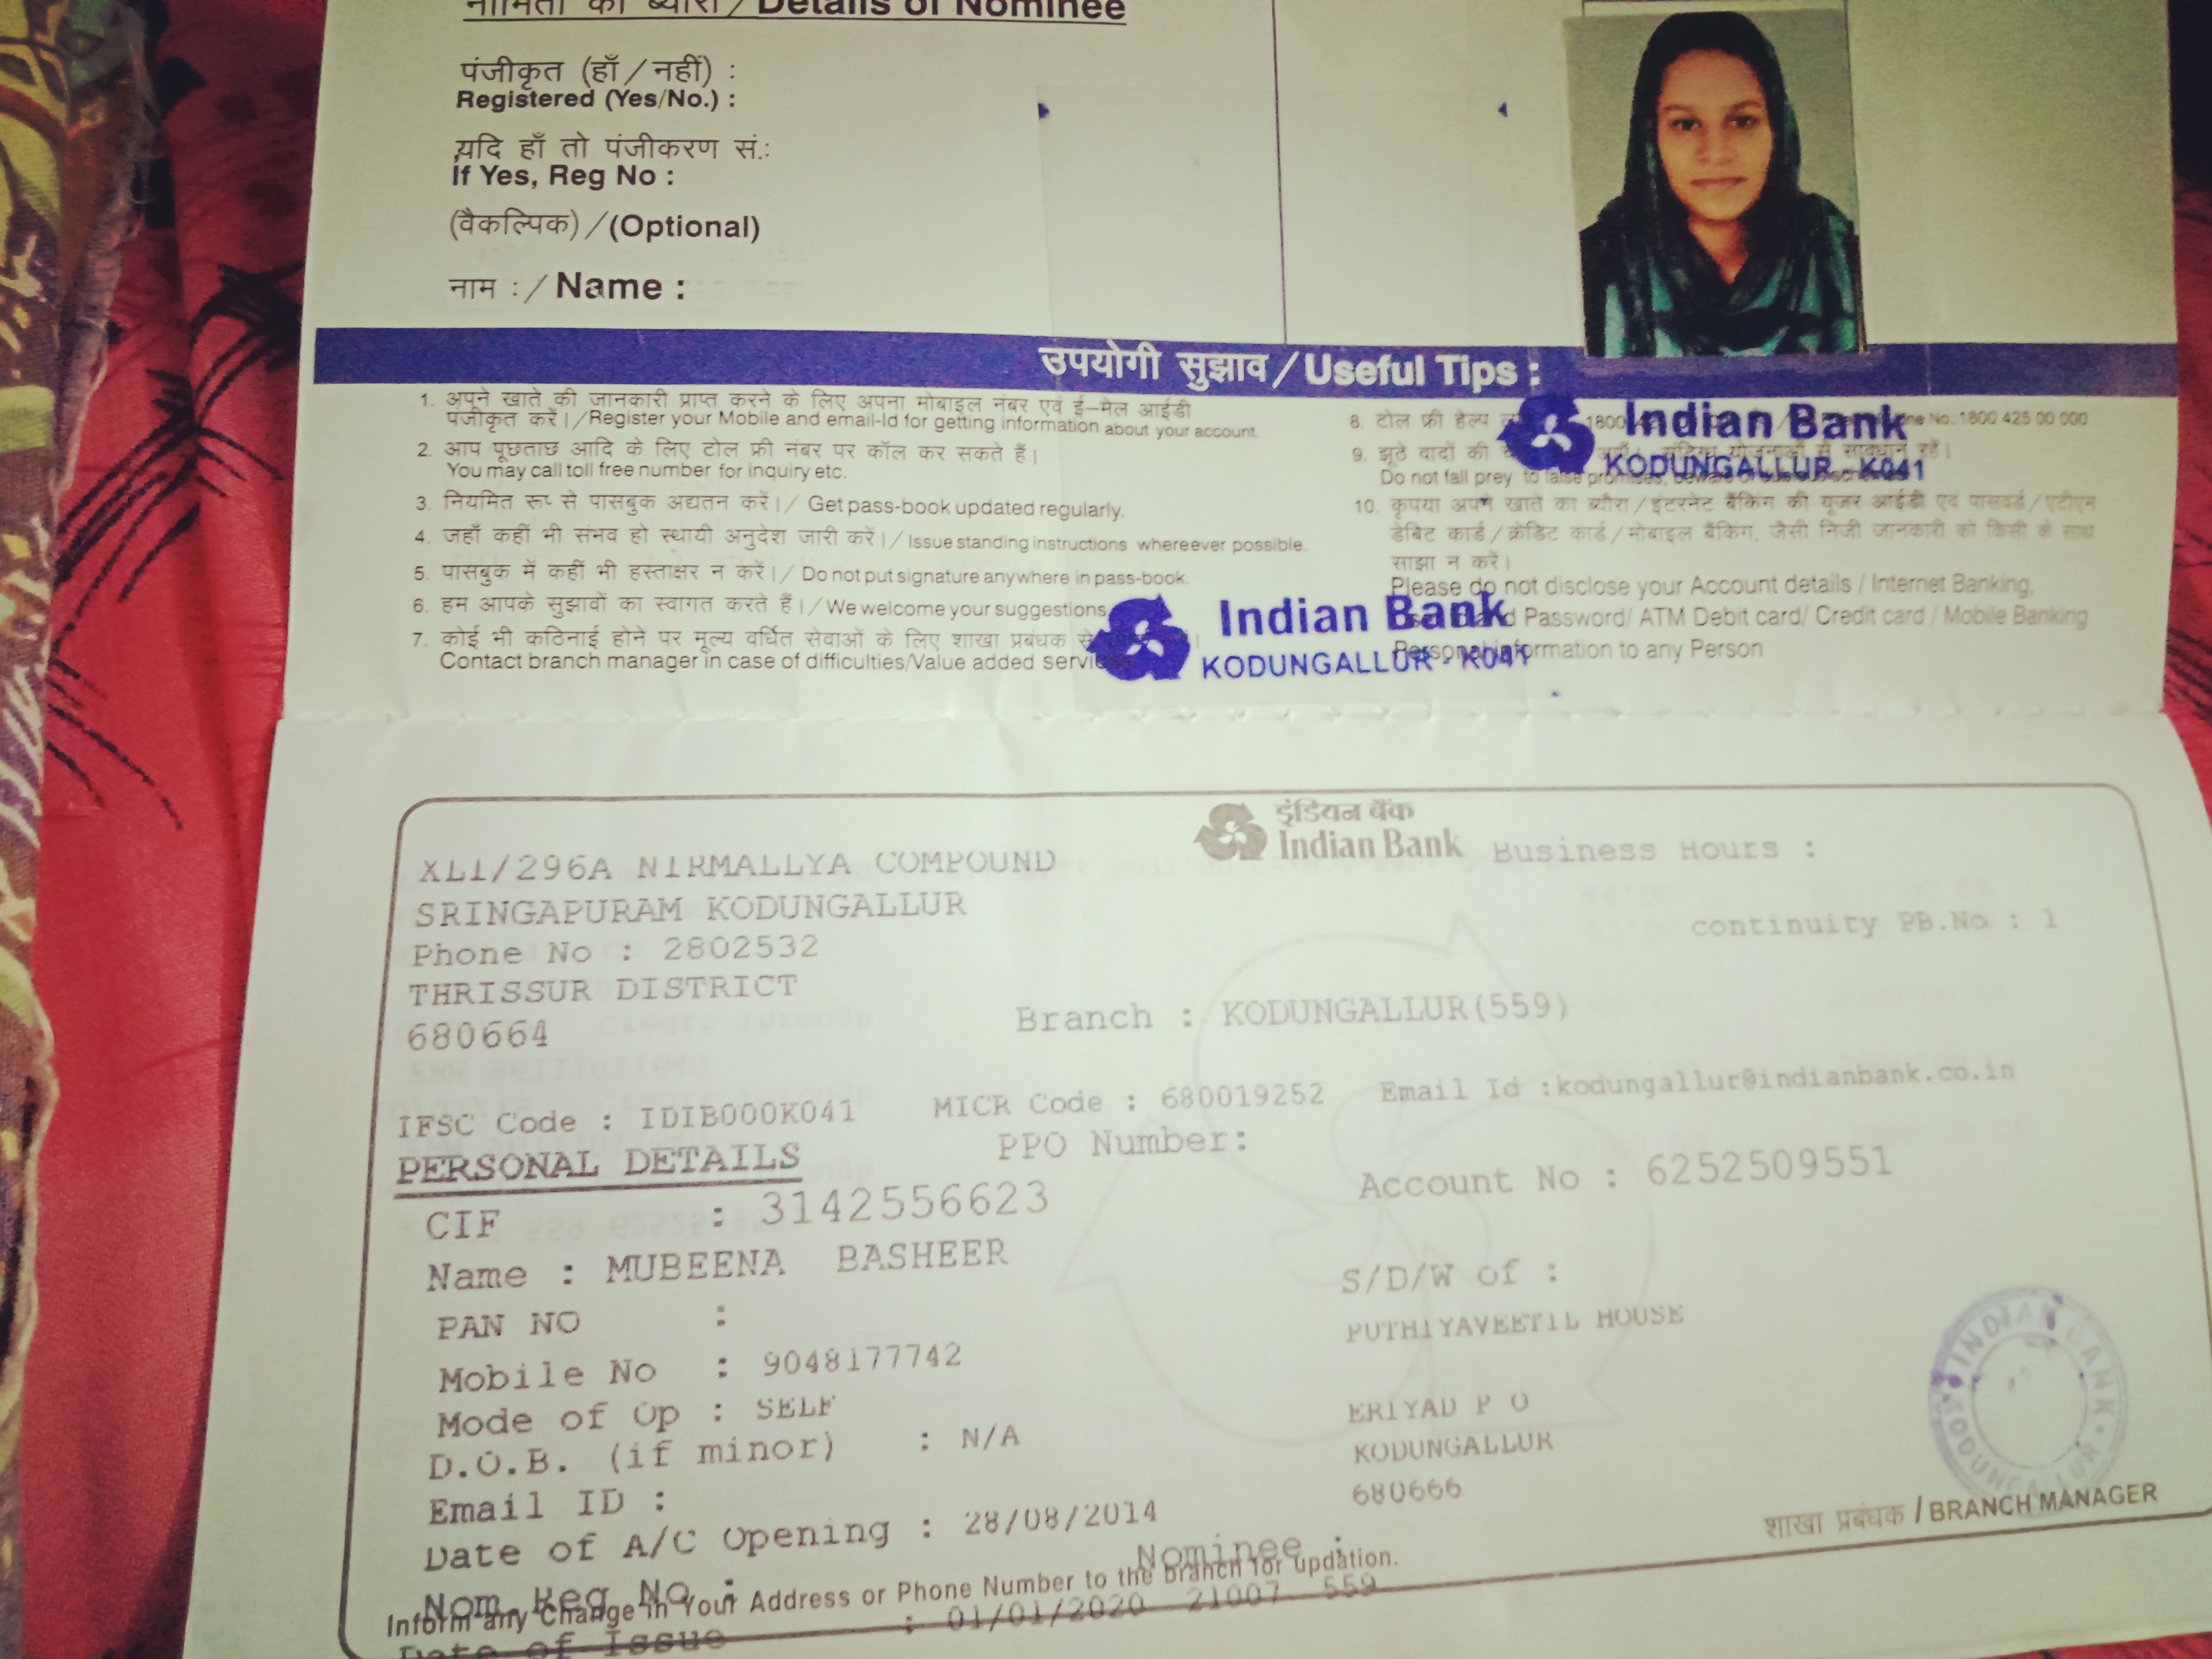 नामिती का ब्यौरा / Details of Nominee
पंजीकृत (हाँ / नहीं) :
Registered (Yes/No.) :
यदि हाँ तो पंजीकरण सं.:
If Yes, Reg No :
(वैकल्पिक) / (Optional)
नाम : / Name :
उपयोगी सुझाव / Useful Tips :
1. अपने खाते की जानकारी प्राप्त करने के लिए अपना मोबाइल नंबर एवं ई-मेल आईडी
पंजीकृत करें। / Register your Mobile and email-Id for getting information about your account.
2. आप पूछताछ आदि के लिए टोल फ्री नंबर पर कॉल कर सकते हैं।
You may call toll free number for inquiry etc.
3. नियमित रूप से पासबुक अद्यतन करें। / Get pass-book updated regularly.
4. जहाँ कहीं भी संभव हो स्थायी अनुदेश जारी करें। / Issue standing instructions whereever possible.
5. पासबुक में कहीं भी हस्ताक्षर न करें। / Do not put signature anywhere in pass-book.
6. हम आपके सुझावों का स्वागत करते हैं। / We welcome your suggestions
7. कोई भी कठिनाई होने पर मूल्य वर्धित सेवाओं के लिए शाखा प्रबंधक से
Contact branch manager in case of difficulties/Value added
8. टोल फ्री हेल्प 1800 No.:1800 425 00 000
9. झूठे वादों की योजनाओं से सावधान रहें।
Do not fall prey to false promises,
10. कृपया अपने खाते का ब्यौरा / इंटरनेट बैंकिंग की यूजर आईडी एवं पासवर्ड / एटीएम
डेबिट कार्ड / क्रेडिट कार्ड / मोबाइल बैंकिंग, जैसी निजी जानकारी को किसी के साथ
साझा न करें।
Please do not disclose your Account details / Internet Banking,
Password/ ATM Debit card/ Credit card / Mobile Banking
Personal information to any Person
Indian Bank
KODUNGALLUR - K041
Indian Bank
KODUNGALLUR - K041
इंडियन बैंक
Indian Bank
Business Hours :
XLI/296A NIRMALLYA COMPOUND
SRINGAPURAM KODUNGALLUR
continuity PB.No : 1
Phone No : 2802532
THRISSUR DISTRICT
680664
Branch : KODUNGALLUR(559)
IFSC Code : IDIB000K041 MICR Code : 680019252 Email Id :kodungallur@indianbank.co.in
PERSONAL DETAILS PPO Number:
CIF : 3142556623 Account No : 6252509551
Name : MUBEENA BASHEER S/D/W of :
PAN NO : PUTHIYAVEETIL HOUSE
Mobile No : 9048177742
Mode of Op : SELF ERIYAD P O
D.O.B. (if minor) : N/A KODUNGALLUR
Email ID : 680666
Date of A/C Opening : 28/08/2014
Nom. Reg No : Nominee :
Inform any Change in Your Address or Phone Number to the branch for updation.
Date of Issue : 01/01/2020 21007 559
INDIAN BANK
KODUNGALLUR
शाखा प्रबंधक / BRANCH MANAGER